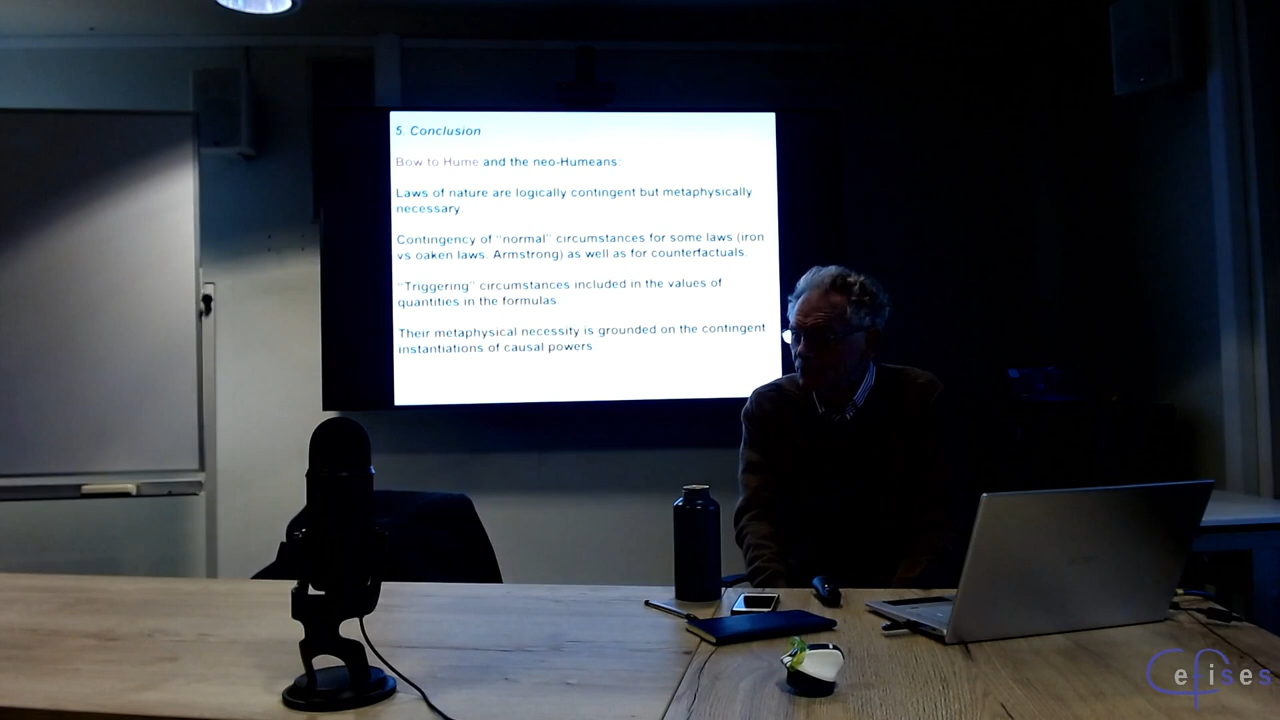 5. Conclusion
Bow to Hume and the neo-Humeans:
Laws of nature are logically contingent but metaphysically
necessary.
Contingency of "normal" circumstances for some laws (iron
vs oaken laws. Armstrong) as well as for counterfactuals.
"Triggering" circumstances included in the values of
quantities in the formulas.
Their metaphysical necessity is grounded on the contingent
instantiations of causal powers
Cefises